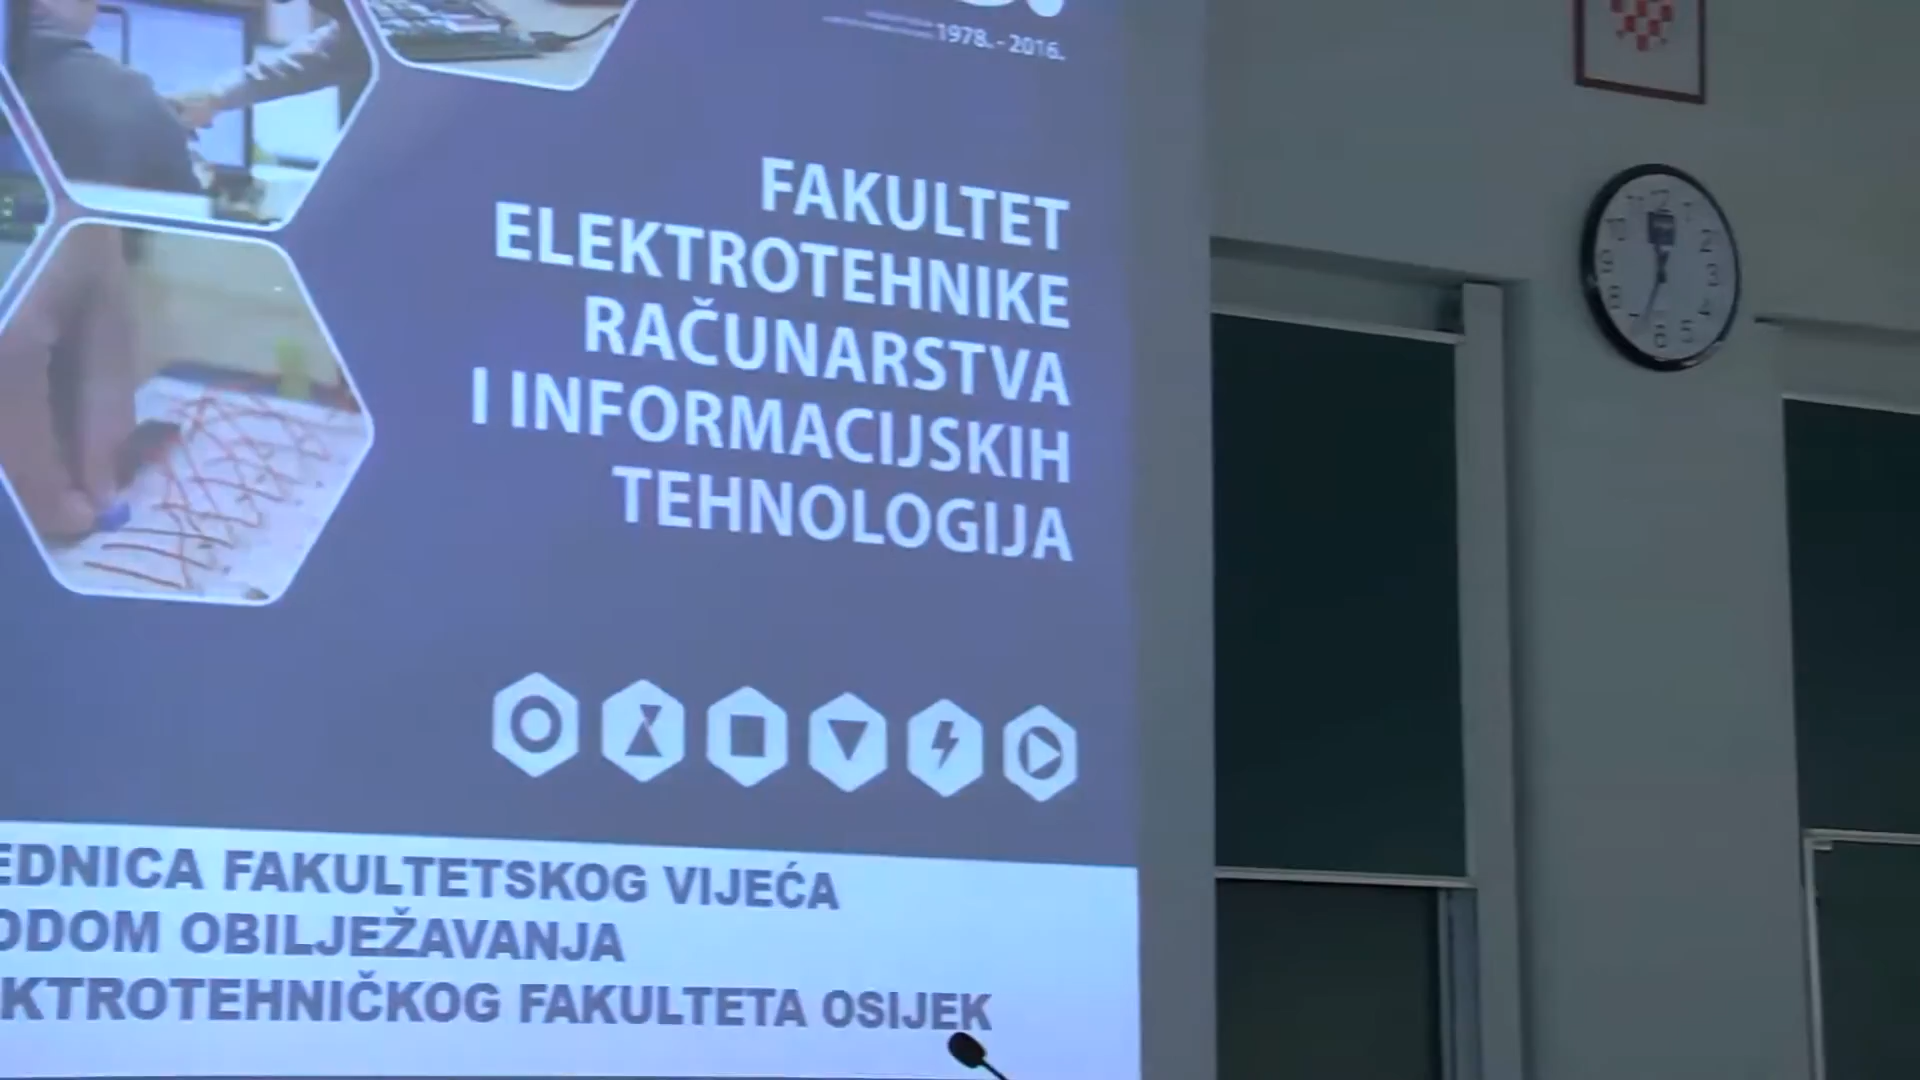 1978. - 2016.
FAKULTET
ELEKTROTEHNIKE
RAČUNARSTVA
I INFORMACIJSKIH
TEHNOLOGIJA
EDNICA FAKULTETSKOG VIJEĆA
ODOM OBILJEŽAVANJA
KTROTEHNIČKOG FAKULTETA OSIJEK